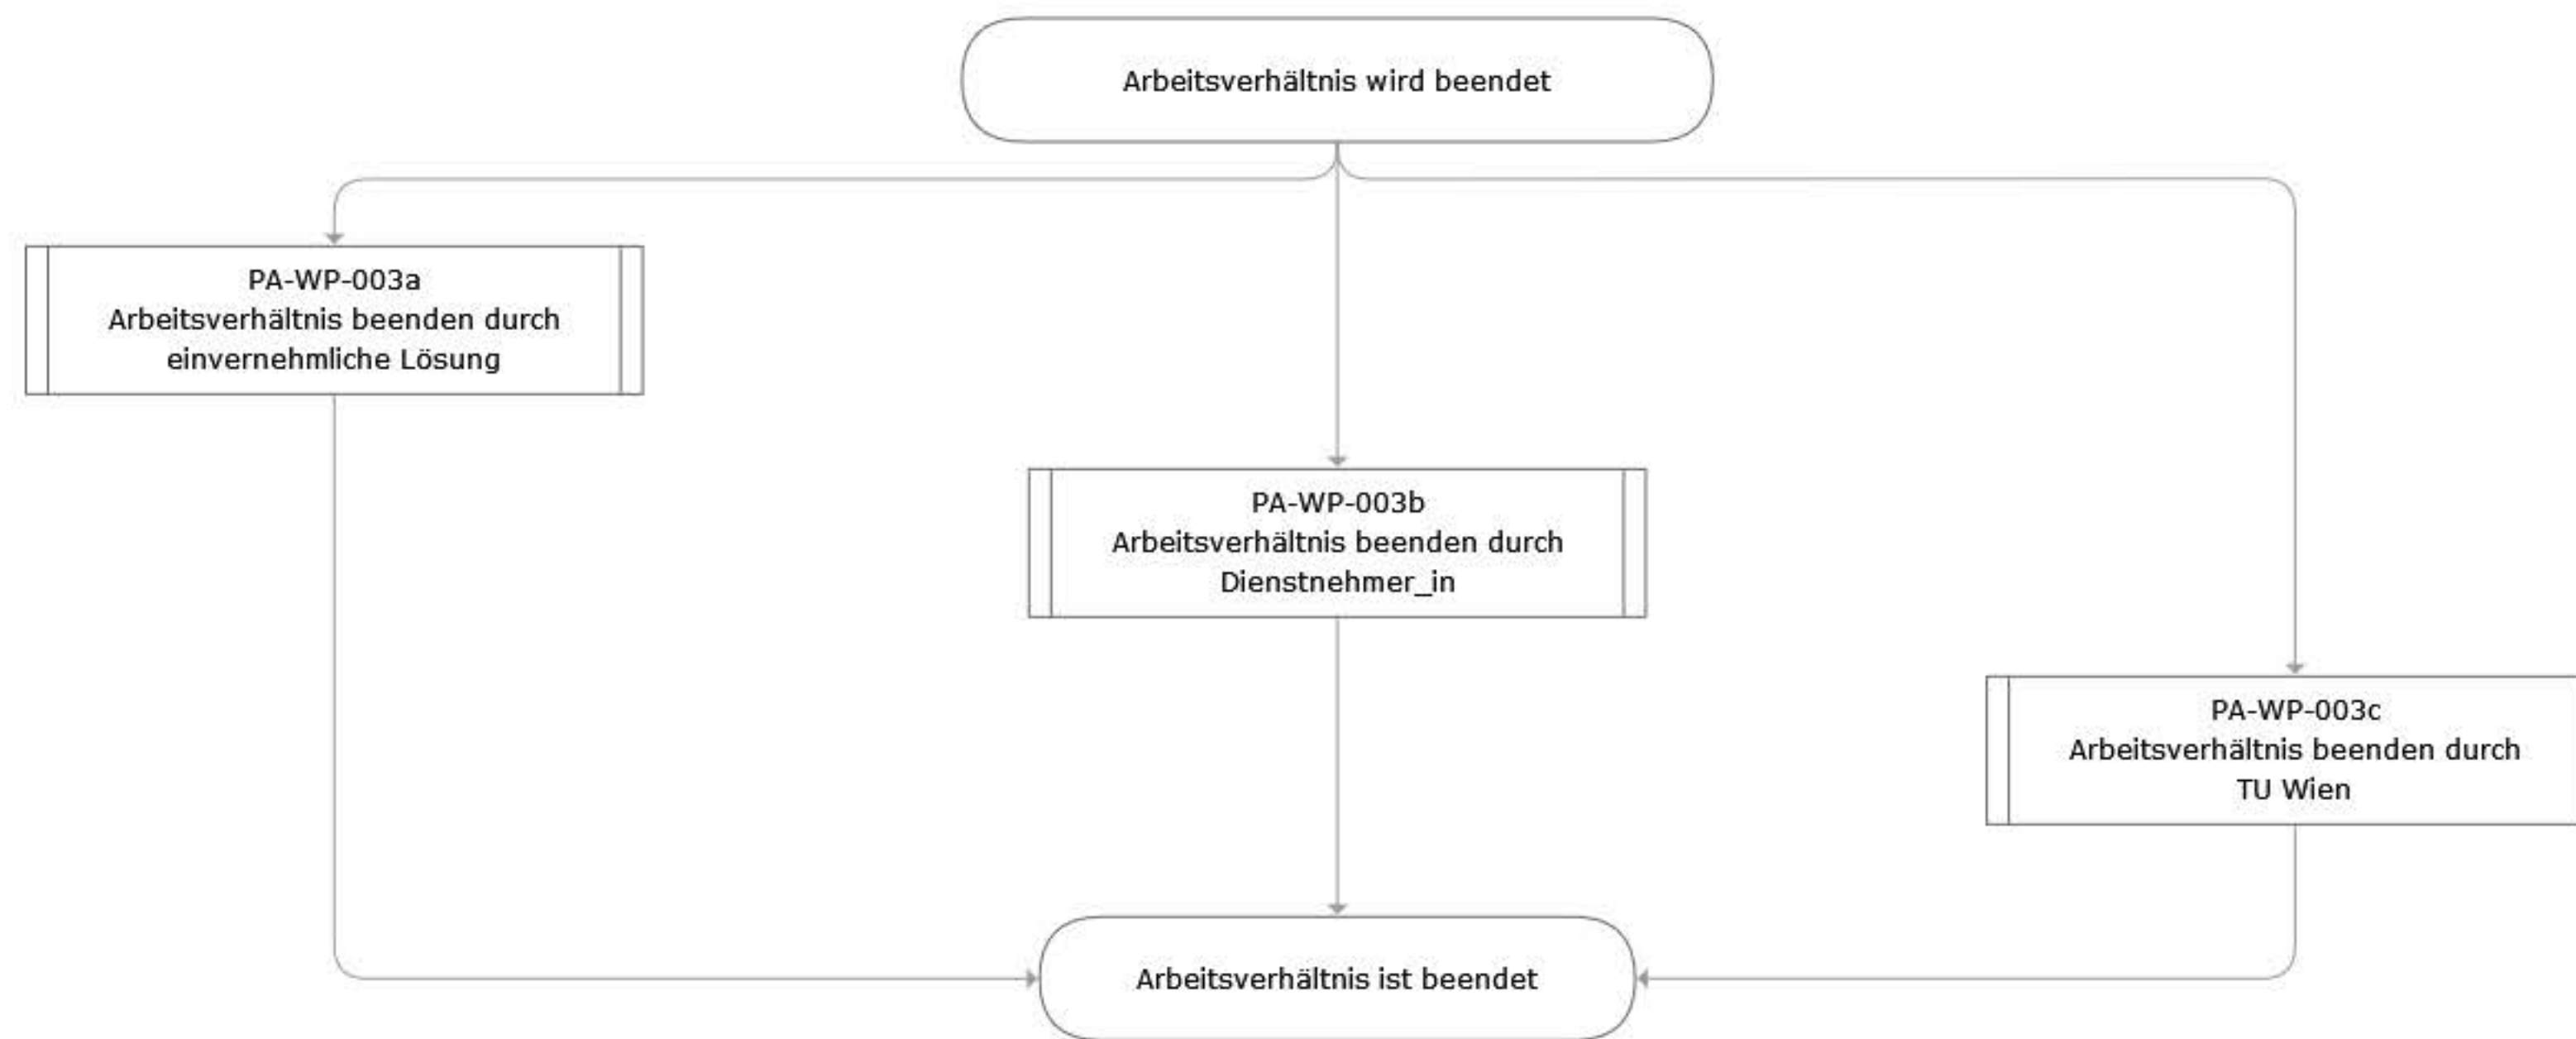 Arbeitsverhältnis wird beendet
PA-WP-003a
Arbeitsverhältnis beenden durch
einvernehmliche Lösung
PA-WP-003b
Arbeitsverhältnis beenden durch
Dienstnehmer_in
PA-WP-003c
Arbeitsverhältnis beenden durch
TU Wien
Arbeitsverhältnis ist beendet